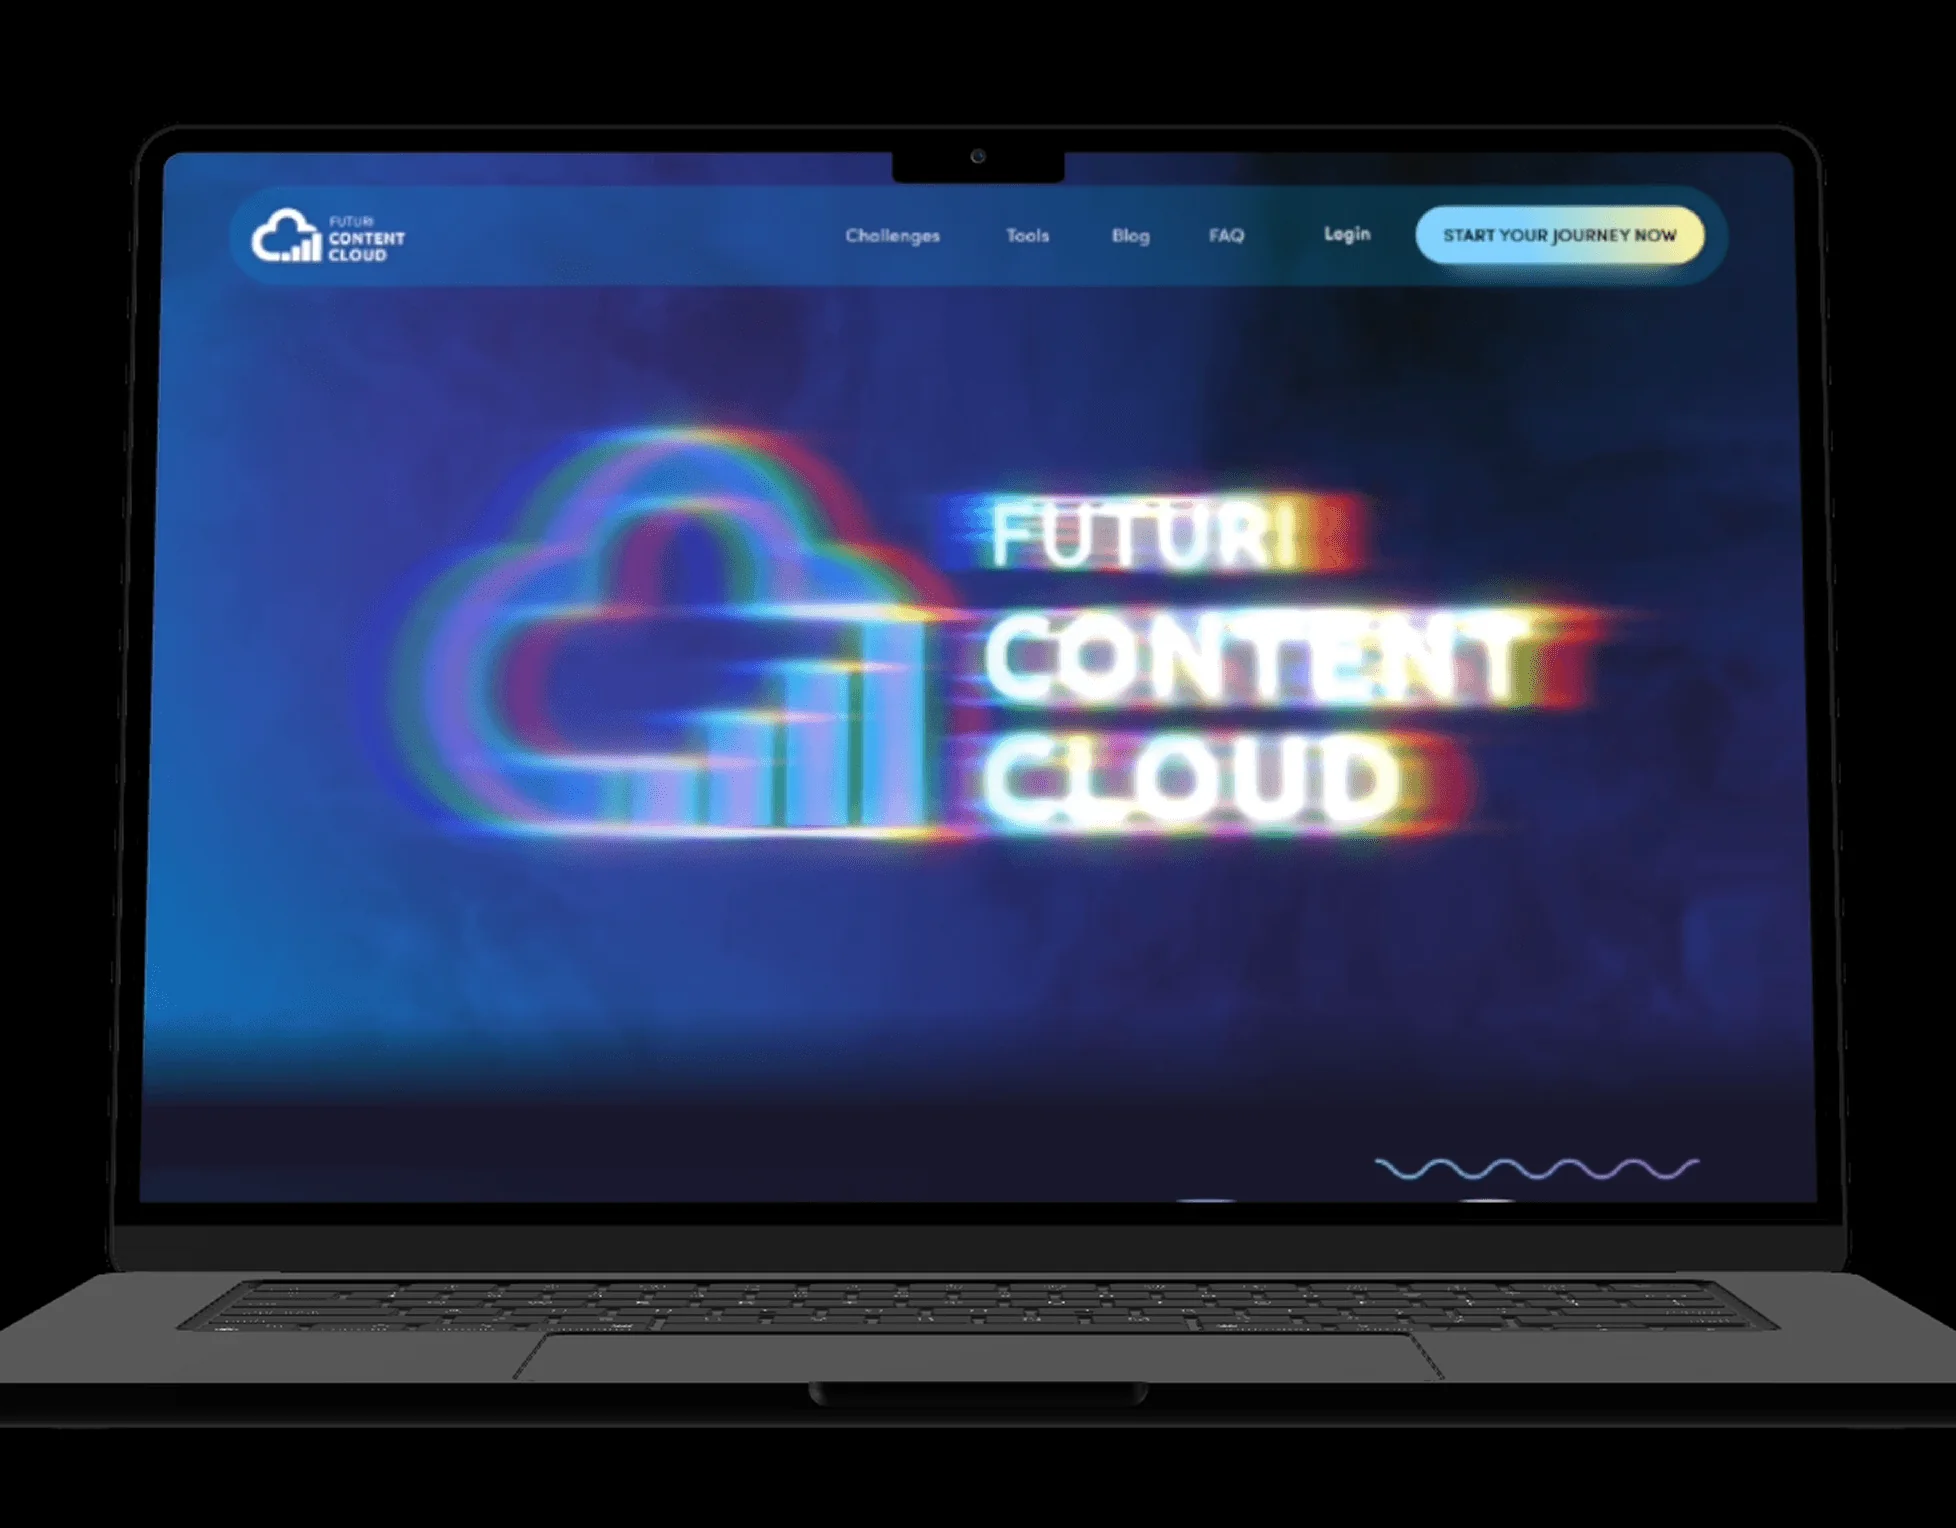 FUTURI
CONTENT
CLOUD
Challenges
Tools
Blog
FAQ
Login
START YOUR JOURNEY NOW
FUTURI
CONTENT
CLOUD